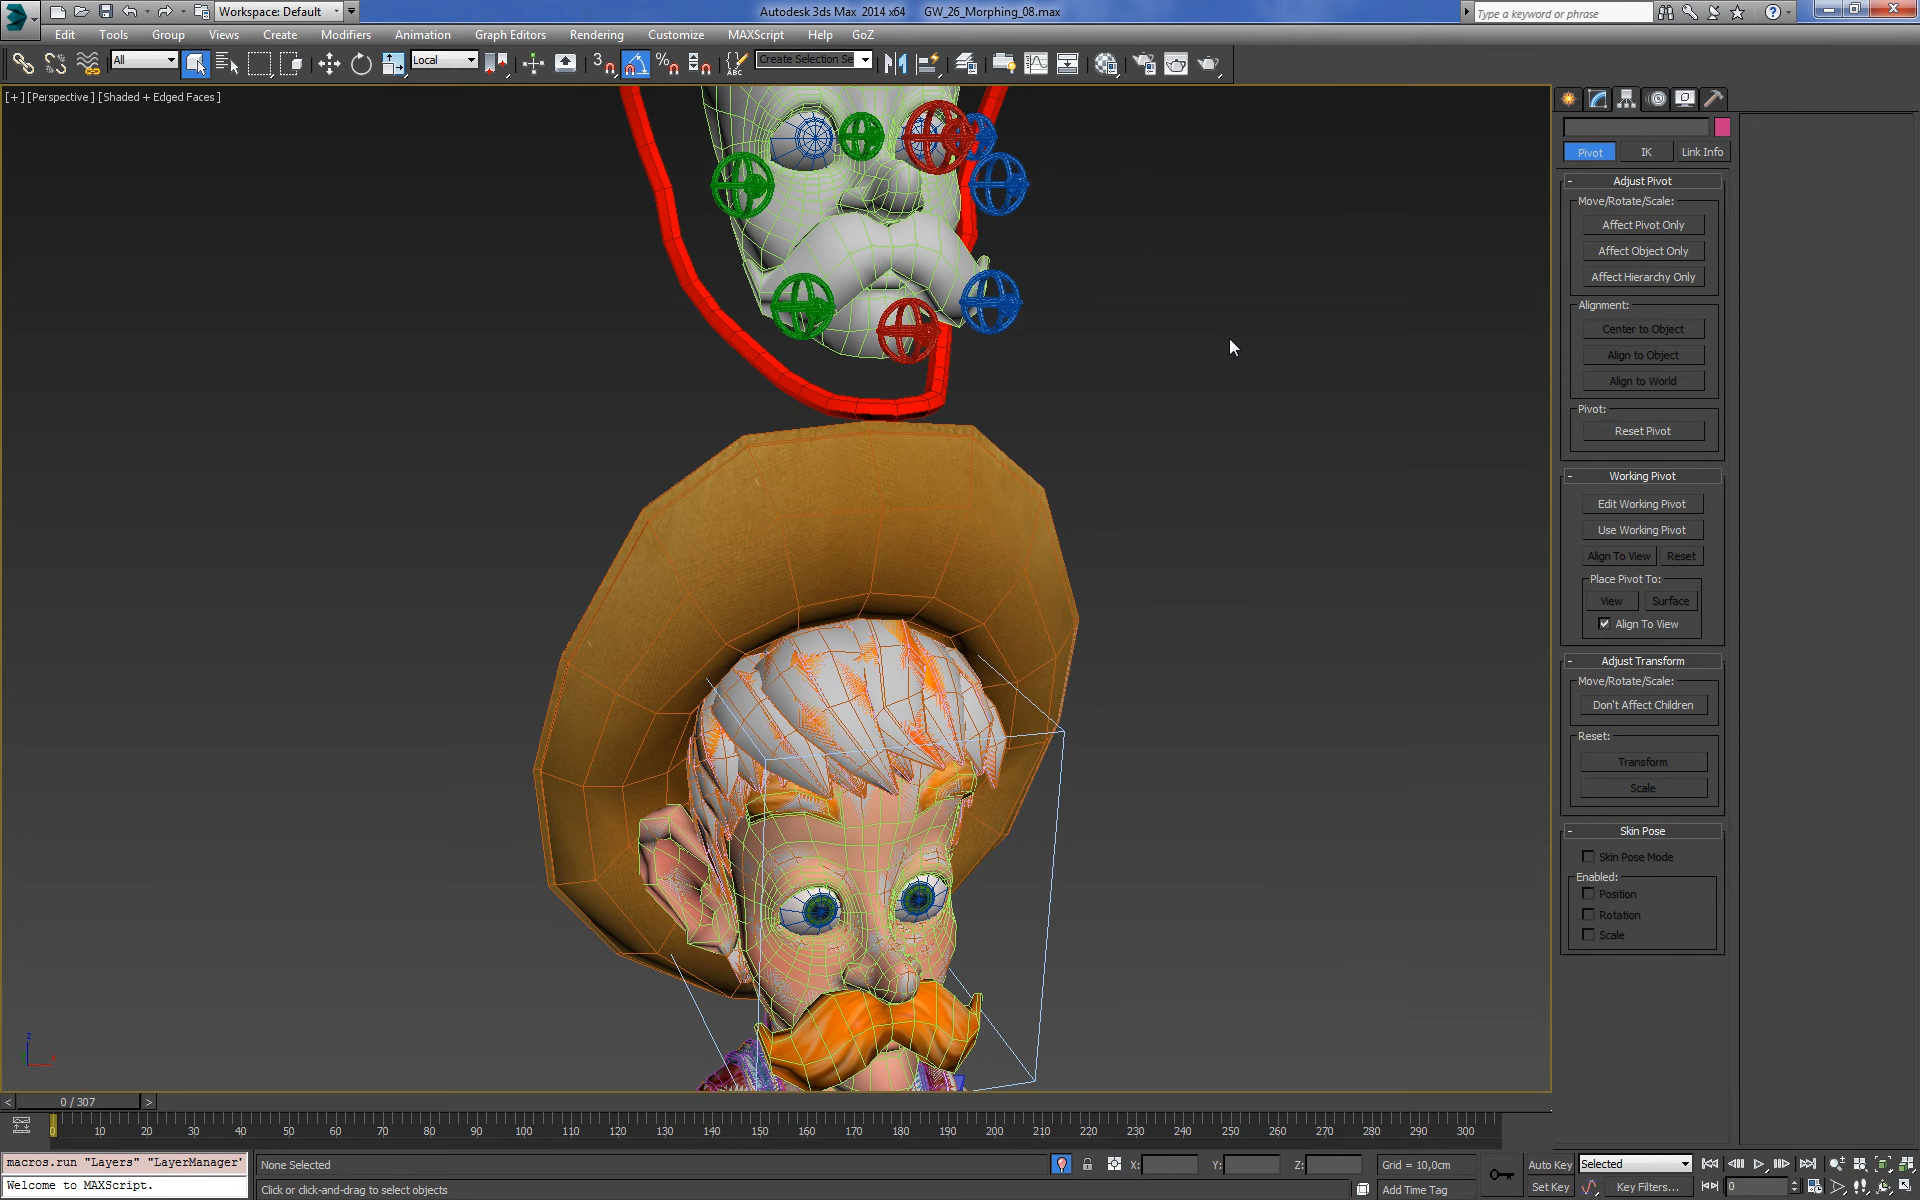 Workspace: Default
Autodesk 3ds Max 2014 x64 GW_26_Morphing_08.max
Type a keyword or phrase
Edit Tools Group Views Create Modifiers Animation Graph Editors Rendering Customize MAXScript Help GoZ
All
Local
3
%
ABC
Create Selection Se
[+] [Perspective] [Shaded + Edged Faces]
Pivot IK Link Info
- Adjust Pivot
Move/Rotate/Scale:
Affect Pivot Only
Affect Object Only
Affect Hierarchy Only
Alignment:
Center to Object
Align to Object
Align to World
Pivot:
Reset Pivot
- Working Pivot
Edit Working Pivot
Use Working Pivot
Align To View Reset
Place Pivot To:
View Surface
Align To View
- Adjust Transform
Move/Rotate/Scale:
Don't Affect Children
Reset:
Transform
Scale
- Skin Pose
Skin Pose Mode
Enabled:
Position
Rotation
Scale
z
< 0 / 307 >
0 10 20 30 40 50 60 70 80 90 100 110 120 130 140 150 160 170 180 190 200 210 220 230 240 250 260 270 280 290 300
macros.run "Layers" "LayerManager"
Welcome to MAXScript.
None Selected
Click or click-and-drag to select objects
X: Y: Z:
Grid = 10,0cm
Add Time Tag
Auto Key Selected
Set Key Key Filters...
0